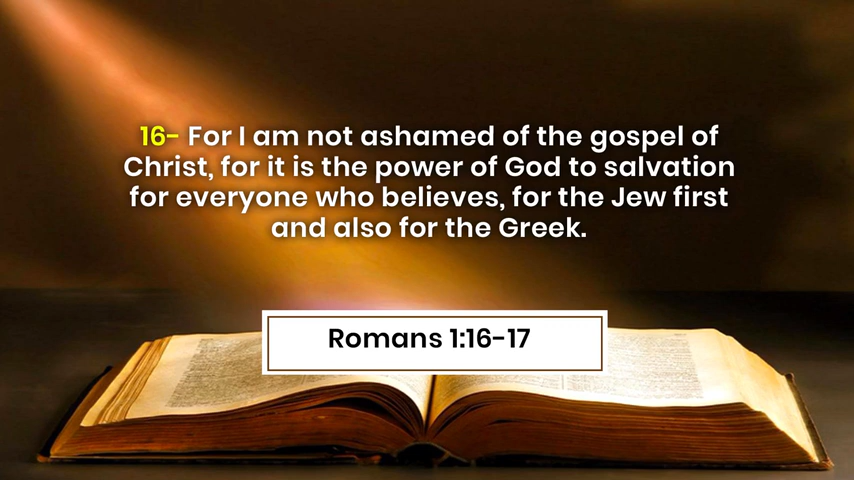 16- For I am not ashamed of the gospel of
Christ, for it is the power of God to salvation
for everyone who believes, for the Jew first
and also for the Greek.
Romans 1:16-17